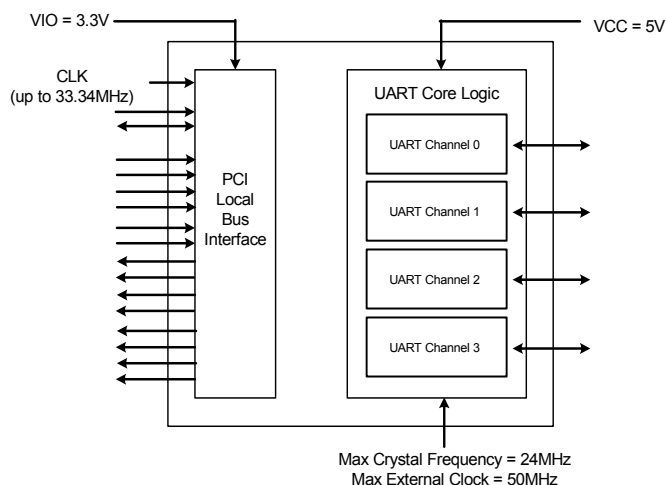 VIO = 3.3V
VCC = 5V
CLK
(up to 33.34MHz)
PCI
Local
Bus
Interface
UART Core Logic
UART Channel 0
UART Channel 1
UART Channel 2
UART Channel 3
Max Crystal Frequency = 24MHz
Max External Clock = 50MHz